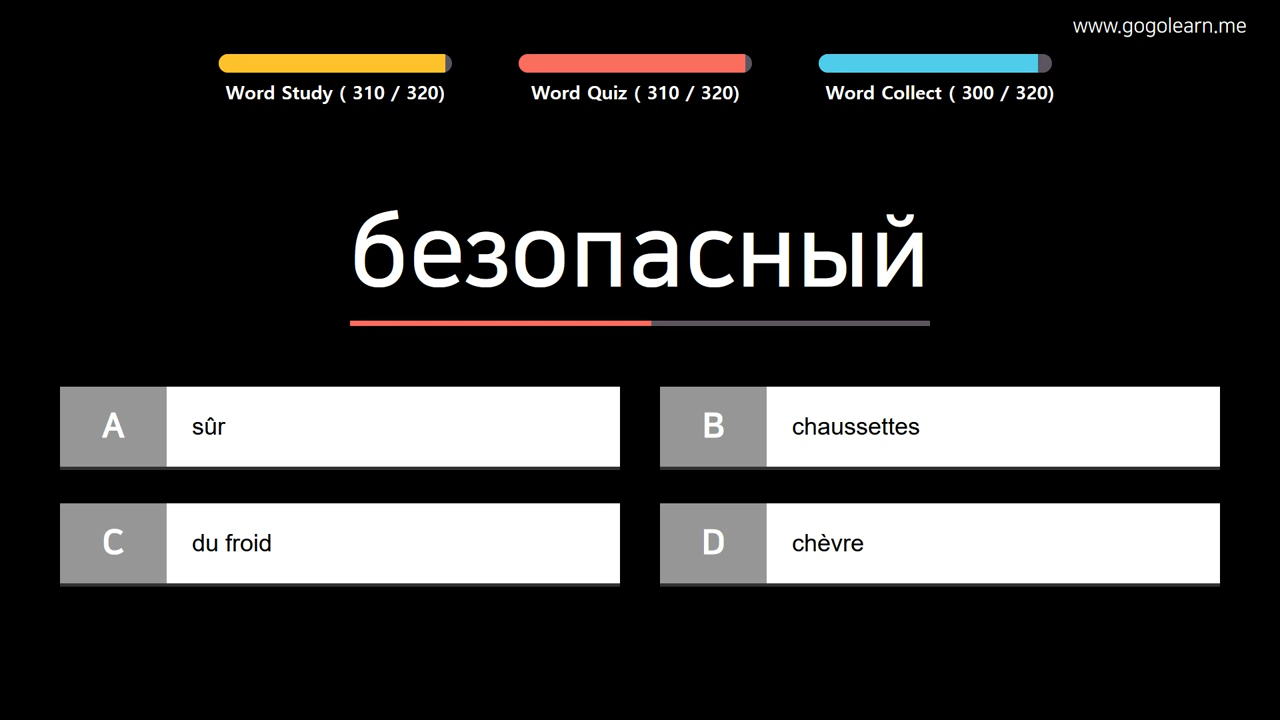 www.gogolearn.me
Word Study ( 310 / 320)
Word Quiz ( 310 / 320)
Word Collect ( 300 / 320)
безопасный
A sûr
B chaussettes
C du froid
D chèvre